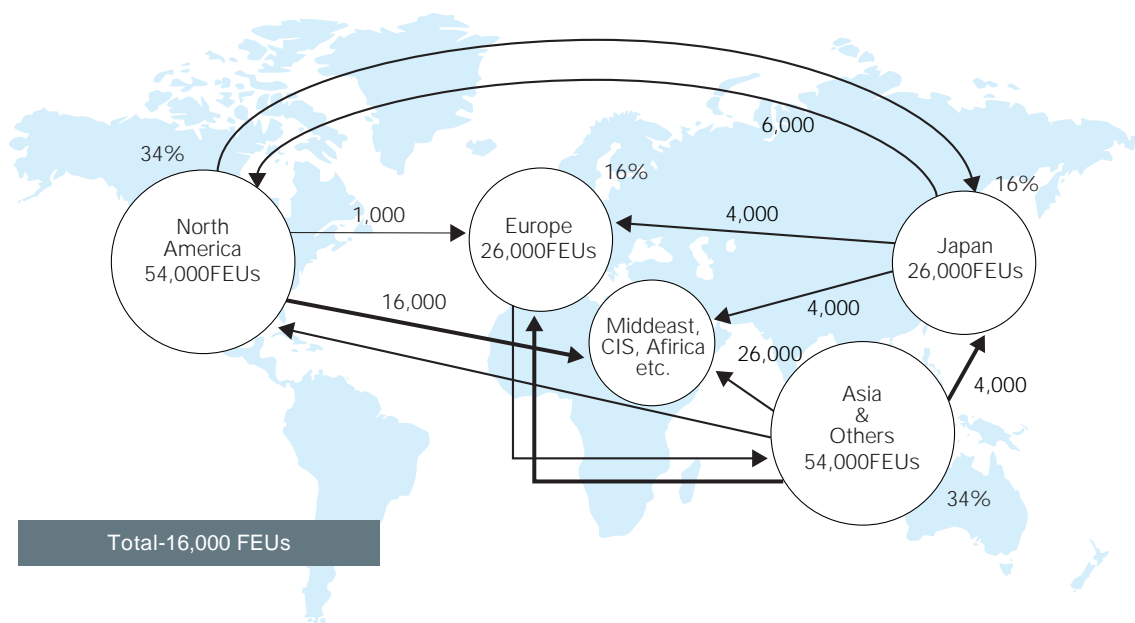 6,000
34%
16%
16%
North
America
54,000FEUs
1,000
Europe
26,000FEUs
4,000
Japan
26,000FEUs
16,000
4,000
Middeast,
CIS, Afirica
etc.
26,000
4,000
Asia
&
Others
54,000FEUs
34%
Total-16,000 FEUs